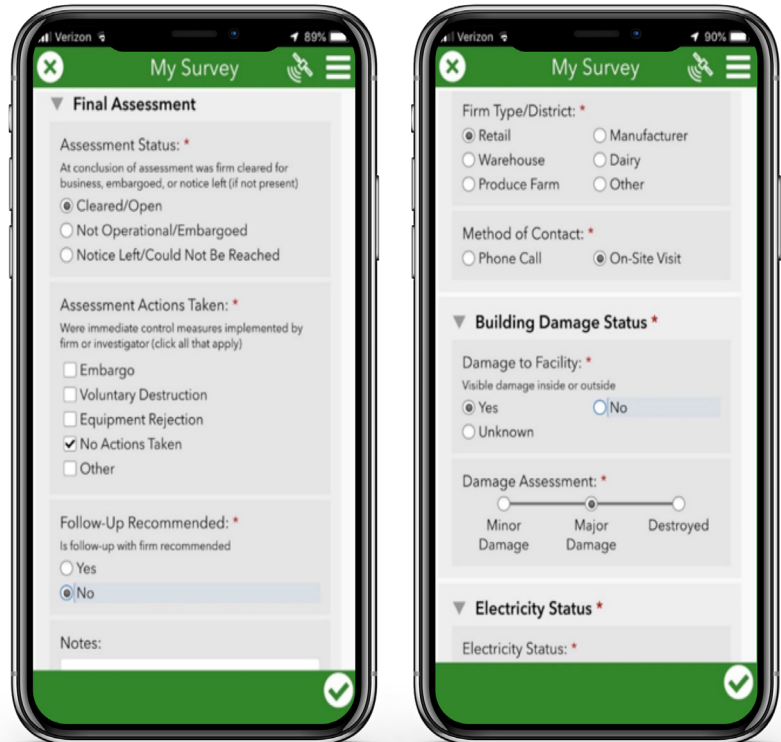 Verizon 89%
My Survey
Final Assessment
Assessment Status: *
At conclusion of assessment was firm cleared for
business, embargoed, or notice left (if not present)
Cleared/Open
Not Operational/Embargoed
Notice Left/Could Not Be Reached
Assessment Actions Taken: *
Were immediate control measures implemented by
firm or investigator (click all that apply)
Embargo
Voluntary Destruction
Equipment Rejection
No Actions Taken
Other
Follow-Up Recommended: *
Is follow-up with firm recommended
Yes
No
Notes:
Verizon 90%
My Survey
Firm Type/District: *
Retail Manufacturer
Warehouse Dairy
Produce Farm Other
Method of Contact: *
Phone Call On-Site Visit
Building Damage Status *
Damage to Facility: *
Visible damage inside or outside
Yes No
Unknown
Damage Assessment: *
Minor Major Destroyed
Damage Damage
Electricity Status *
Electricity Status: *